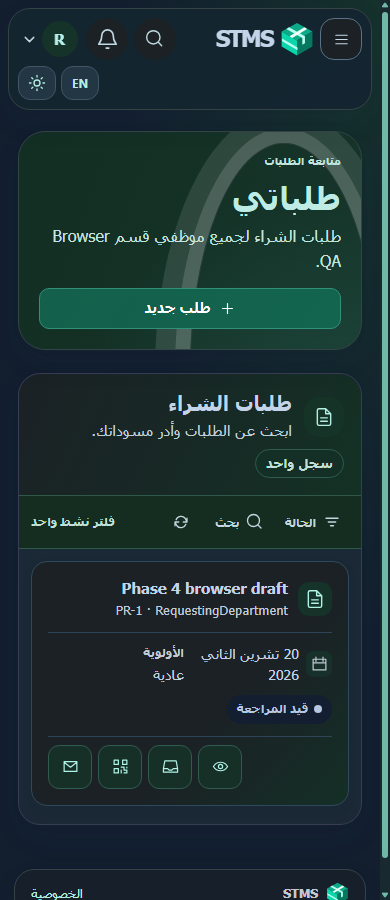 STMS
R
EN
متابعة الطلبات
طلباتي
طلبات الشراء لجميع موظفي قسم Browser
QA.
+ طلب جديد
طلبات الشراء
ابحث عن الطلبات وأدر مسوداتك.
سجل واحد
الحالة
بحث
فلتر نشط واحد
Phase 4 browser draft
PR-1 · RequestingDepartment
20 تشرين الثاني
2026
الأولوية
عادية
قيد المراجعة
STMS
الخصوصية